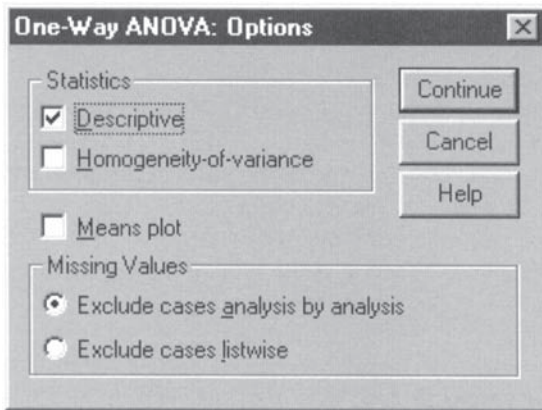 One-Way ANOVA: Options
Statistics
Descriptive
Homogeneity-of-variance
Means plot
Missing Values
Exclude cases analysis by analysis
Exclude cases listwise
Continue
Cancel
Help